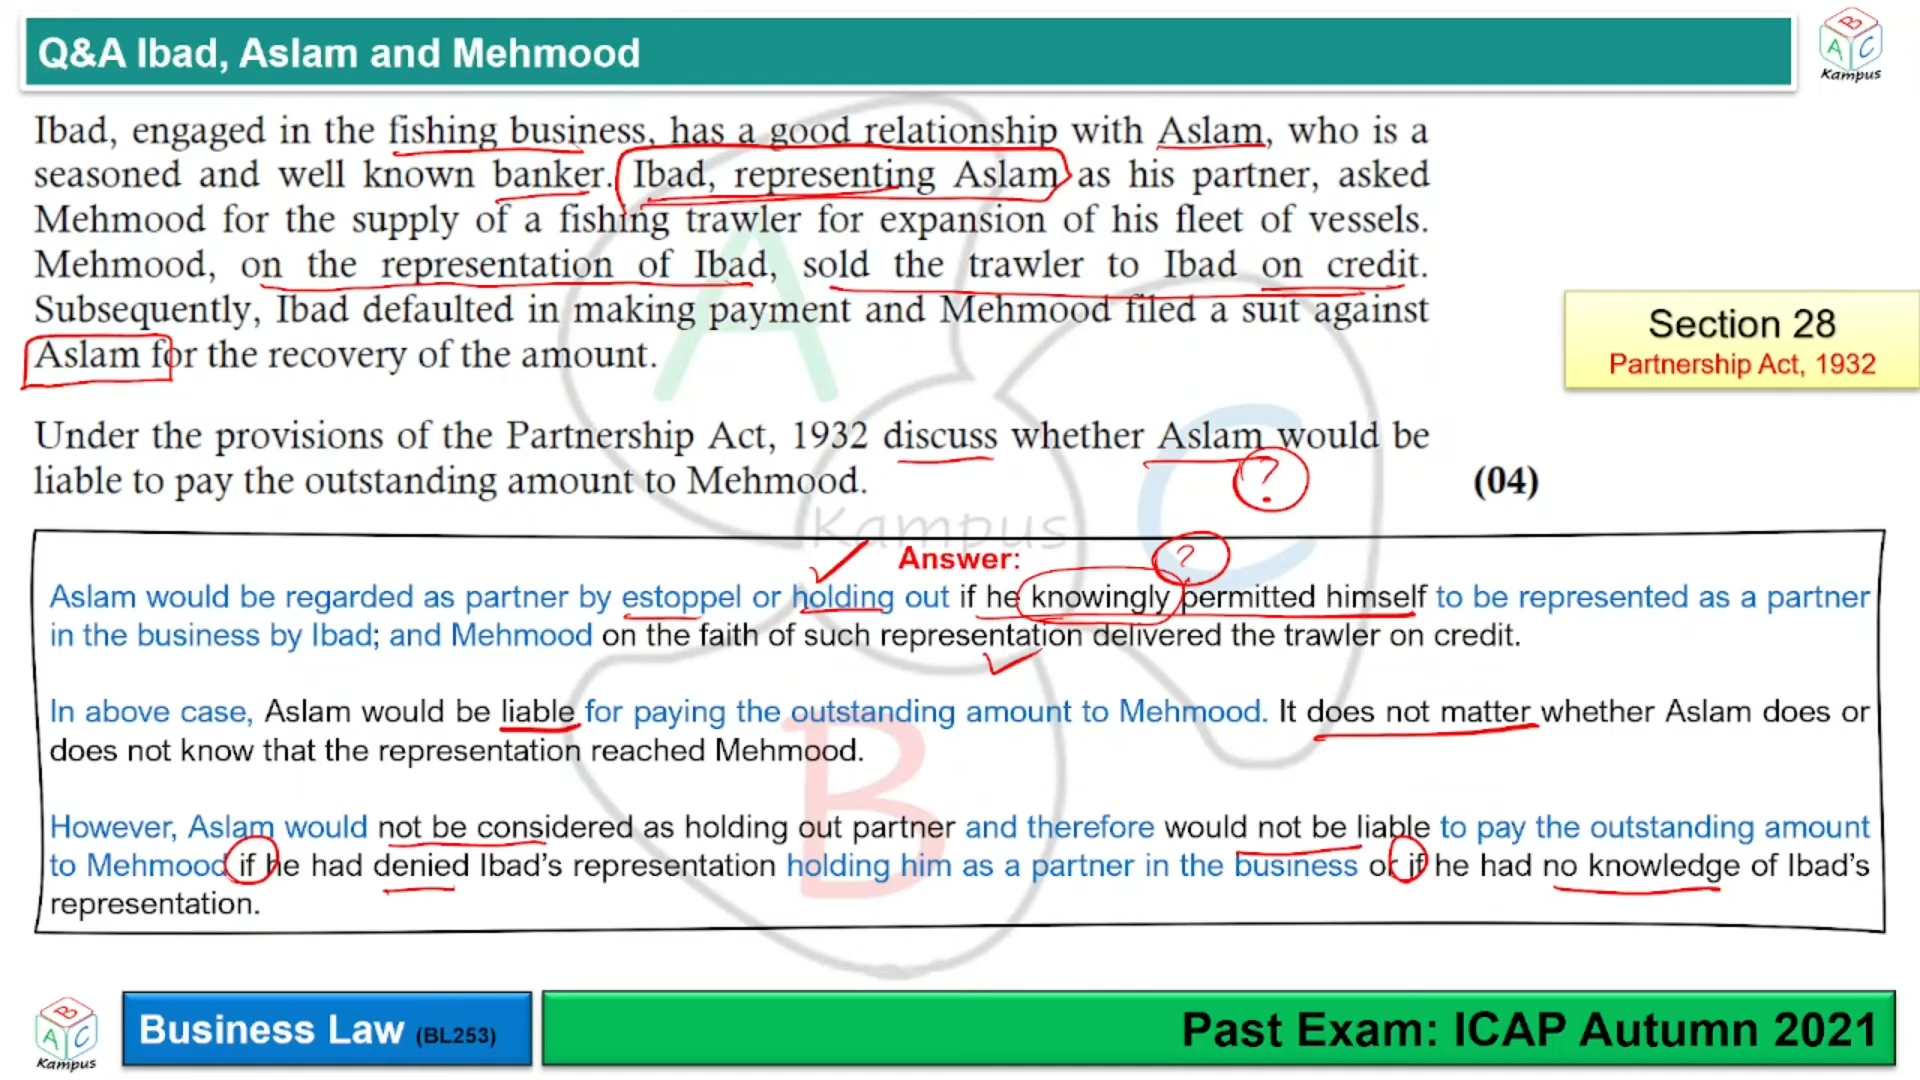 Q&A Ibad, Aslam and Mehmood
B
A C
Kampus
Ibad, engaged in the fishing business, has a good relationship with Aslam, who is a
seasoned and well known banker. Ibad, representing Aslam as his partner, asked
Mehmood for the supply of a fishing trawler for expansion of his fleet of vessels.
Mehmood, on the representation of Ibad, sold the trawler to Ibad on credit.
Subsequently, Ibad defaulted in making payment and Mehmood filed a suit against
Aslam for the recovery of the amount.
Section 28
Partnership Act, 1932
Under the provisions of the Partnership Act, 1932 discuss whether Aslam would be
liable to pay the outstanding amount to Mehmood. (04)
?
A
C
Kampus
B
Answer:
?
Aslam would be regarded as partner by estoppel or holding out if he knowingly permitted himself to be represented as a partner
in the business by Ibad; and Mehmood on the faith of such representation delivered the trawler on credit.
In above case, Aslam would be liable for paying the outstanding amount to Mehmood. It does not matter whether Aslam does or
does not know that the representation reached Mehmood.
However, Aslam would not be considered as holding out partner and therefore would not be liable to pay the outstanding amount
to Mehmood if he had denied Ibad's representation holding him as a partner in the business or if he had no knowledge of Ibad's
representation.
B
A C
Kampus
Business Law (BL253)
Past Exam: ICAP Autumn 2021